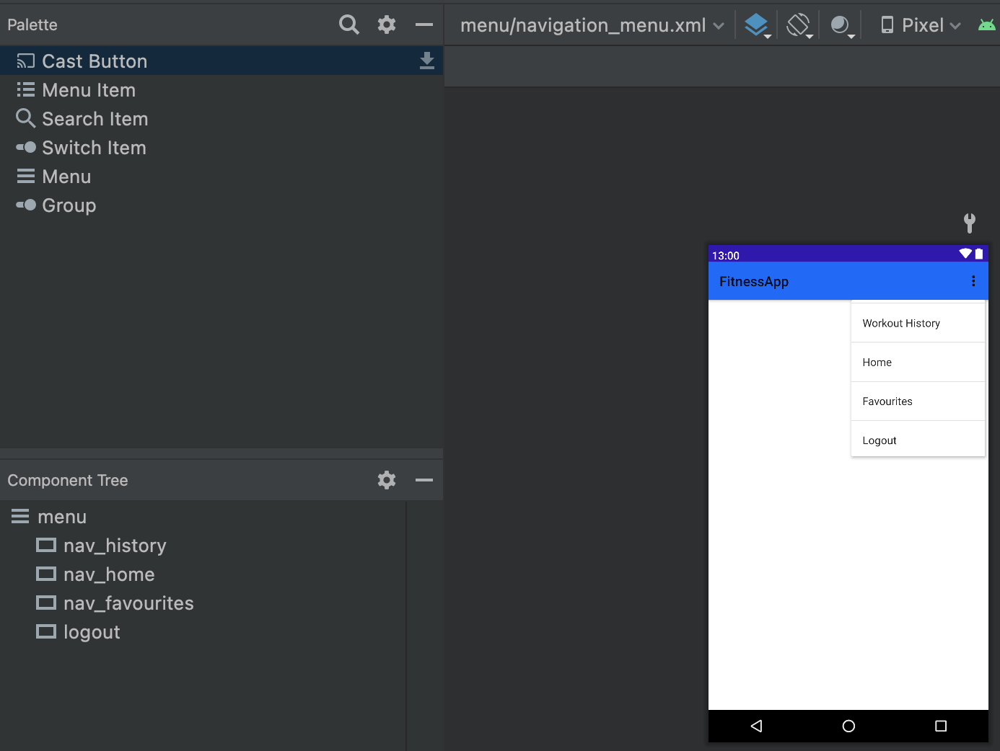 Palette
Cast Button
Menu Item
Search Item
Switch Item
Menu
Group
Component Tree
menu
nav_history
nav_home
nav_favourites
logout
menu/navigation_menu.xml
Pixel
13:00
FitnessApp
Workout History
Home
Favourites
Logout